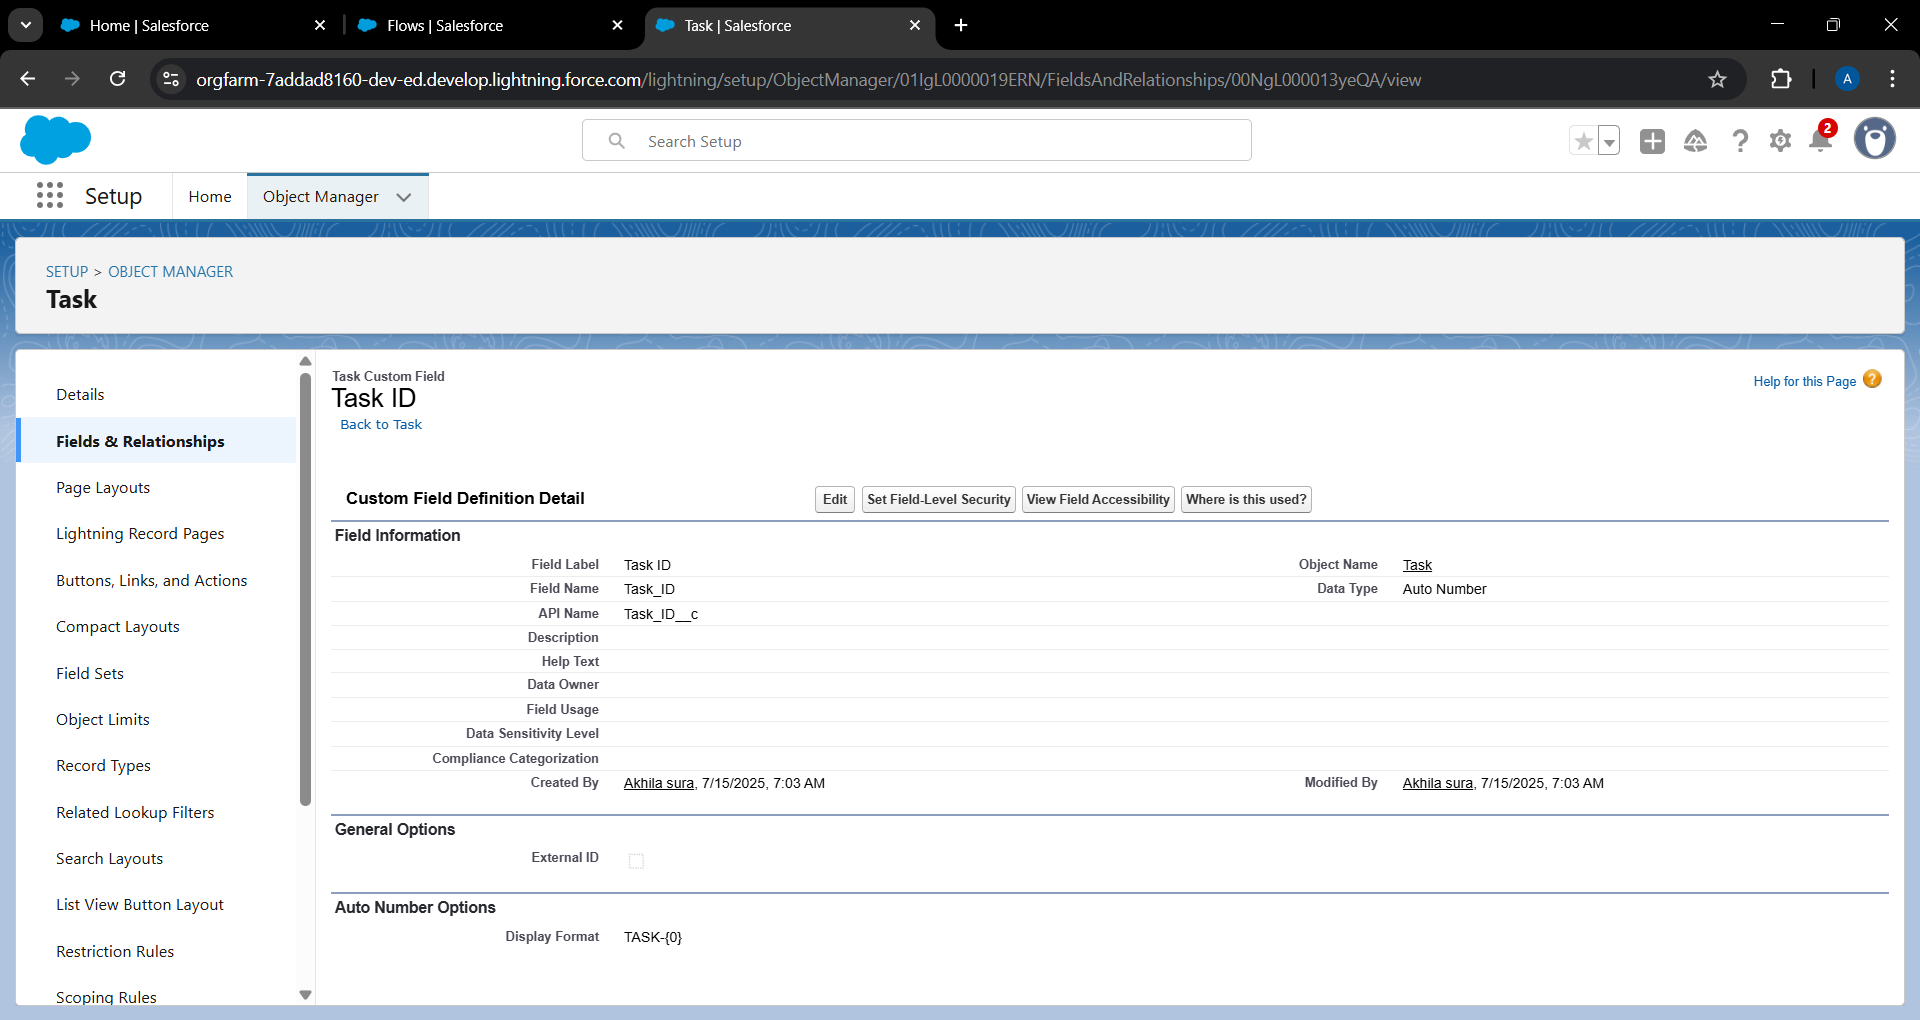 Home | Salesforce
Flows | Salesforce
Task | Salesforce
orgfarm-7addad8160-dev-ed.develop.lightning.force.com/lightning/setup/ObjectManager/01IgL0000019ERN/FieldsAndRelationships/00NgL000013yeQA/view
A
Search Setup
2
Setup
Home
Object Manager
SETUP > OBJECT MANAGER
Task
Details
Fields & Relationships
Page Layouts
Lightning Record Pages
Buttons, Links, and Actions
Compact Layouts
Field Sets
Object Limits
Record Types
Related Lookup Filters
Search Layouts
List View Button Layout
Restriction Rules
Scoping Rules
Task Custom Field
Task ID
Back to Task
Help for this Page ?
Custom Field Definition Detail
Edit
Set Field-Level Security
View Field Accessibility
Where is this used?
Field Information
Field Label Task ID
Object Name Task
Field Name Task_ID
Data Type Auto Number
API Name Task_ID__c
Description
Help Text
Data Owner
Field Usage
Data Sensitivity Level
Compliance Categorization
Created By Akhila sura, 7/15/2025, 7:03 AM
Modified By Akhila sura, 7/15/2025, 7:03 AM
General Options
External ID
Auto Number Options
Display Format TASK-{0}